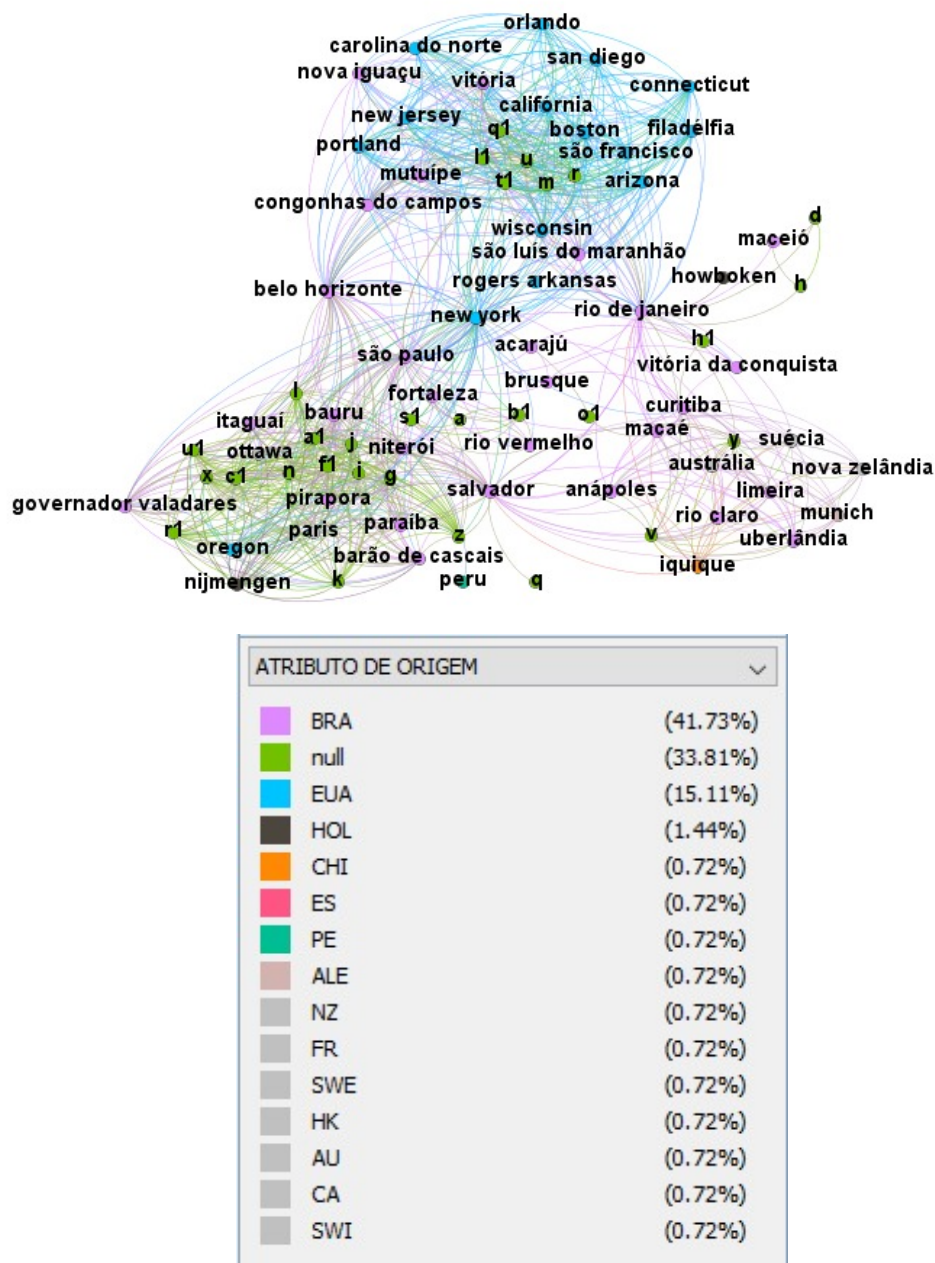 orlando
carolina do norte
san diego
nova iguaçu
vitória
connecticut
califórnia
new jersey
q1
boston
filadélfia
portland
l1
u
são francisco
mutuípe
t1
m
r
arizona
congonhas do campos
d
wisconsin
maceió
são luís do maranhão
rogers arkansas
howboken
h
belo horizonte
new york
rio de janeiro
são paulo
acarajú
h1
vitória da conquista
brusque
l
fortaleza
itaguaí
bauru
s1
a
b1
o1
curitiba
macaé
u1
ottawa
a1
j
niterói
rio vermelho
y
suécia
x
c1
n
f1
i
g
austrália
nova zelândia
governador valadares
pirapora
salvador
anápoles
limeira
r1
paris
paraíba
z
rio claro
munich
v
uberlândia
oregon
barão de cascais
nijmengen
k
peru
q
iquique
ATRIBUTO DE ORIGEM
BRA (41.73%)
null (33.81%)
EUA (15.11%)
HOL (1.44%)
CHI (0.72%)
ES (0.72%)
PE (0.72%)
ALE (0.72%)
NZ (0.72%)
FR (0.72%)
SWE (0.72%)
HK (0.72%)
AU (0.72%)
CA (0.72%)
SWI (0.72%)